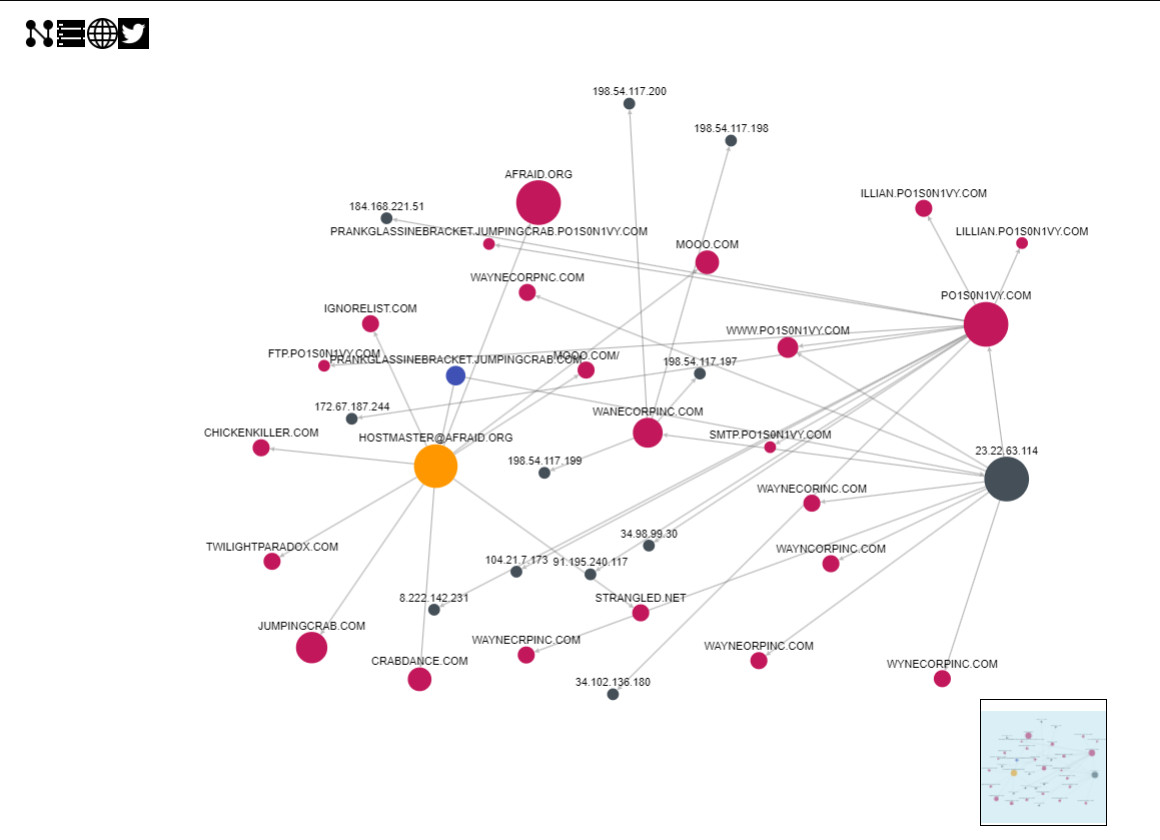 198.54.117.200
198.54.117.198
AFRAID.ORG
ILLIAN.PO1S0N1VY.COM
184.168.221.51
PRANKGLASSINEBRACKET.JUMPINGCRAB.PO1S0N1VY.COM
LILLIAN.PO1S0N1VY.COM
MOOO.COM
WAYNECORPNC.COM
PO1S0N1VY.COM
IGNORELIST.COM
WWW.PO1S0N1VY.COM
FTP.PO1S0N1VY.COM
PRANKGLASSINEBRACKET.JUMPINGCRAB.COM
MOOO.COM/
198.54.117.197
172.67.187.244
WANECORPINC.COM
CHICKENKILLER.COM
HOSTMASTER@AFRAID.ORG
SMTP.PO1S0N1VY.COM
23.22.63.114
198.54.117.199
WAYNECORINC.COM
34.98.99.30
TWILIGHTPARADOX.COM
WAYNCORPINC.COM
104.21.7.173
91.195.240.117
8.222.142.231
STRANGLED.NET
JUMPINGCRAB.COM
WAYNECRPINC.COM
WAYNEORPINC.COM
CRABDANCE.COM
WYNECORPINC.COM
34.102.136.180